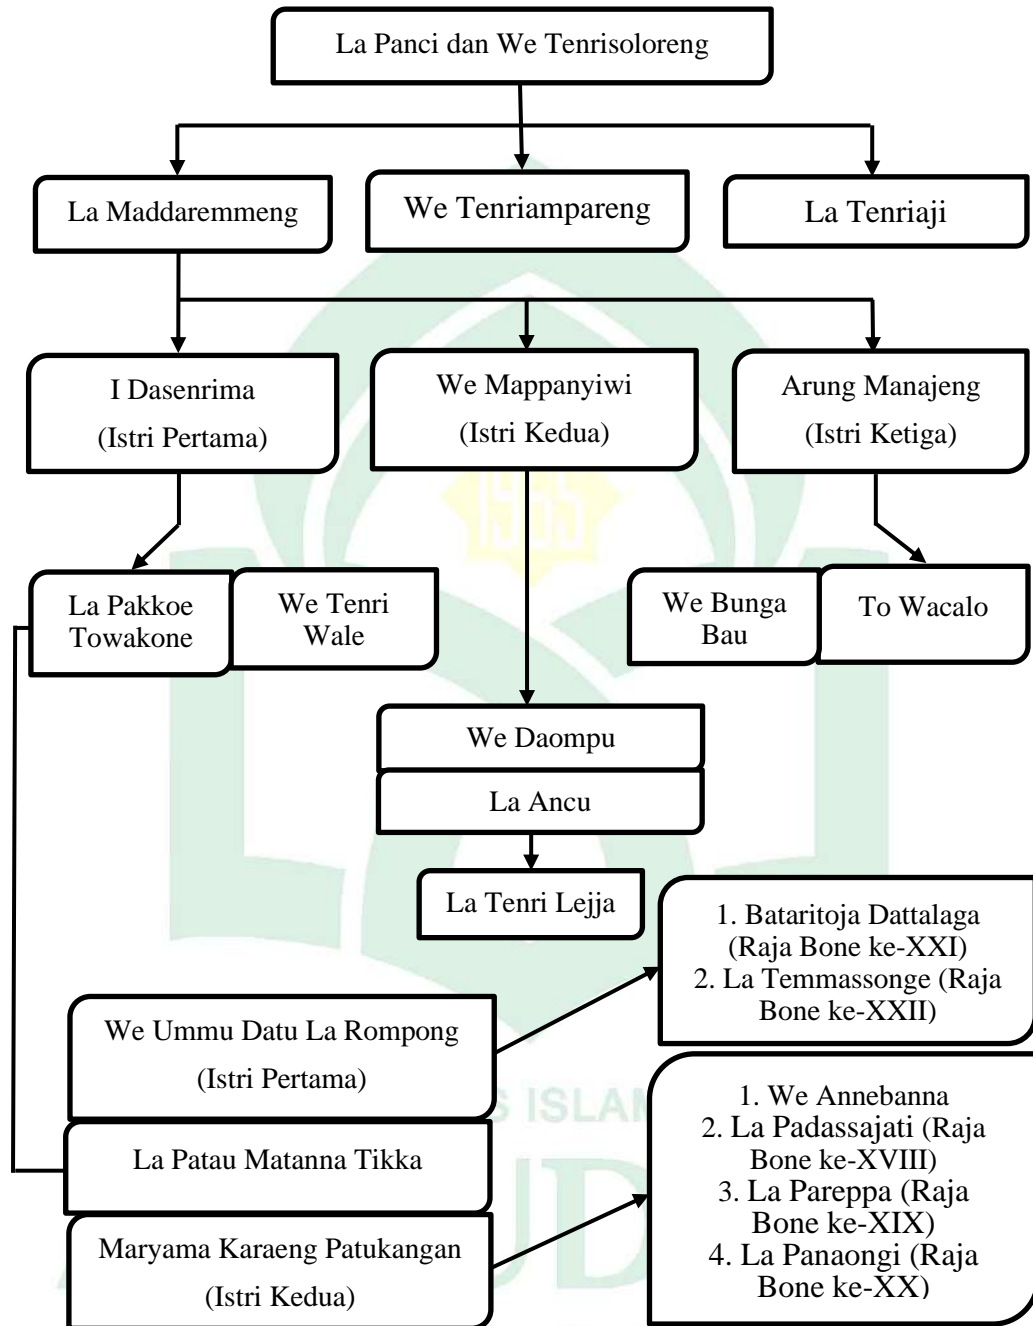 La Panci dan We Tenrisoloreng
La Maddaremmeng
We Tenriampareng
La Tenriaji
I Dasenrima
(Istri Pertama)
We Mappanyiwi
(Istri Kedua)
Arung Manajeng
(Istri Ketiga)
La Pakkoe
Towakone
We Tenri
Wale
We Bunga
Bau
To Wacalo
We Daompu
La Ancu
La Tenri Lejja
1. Bataritoja Dattalaga
(Raja Bone ke-XXI)
2. La Temmassonge (Raja
Bone ke-XXII)
We Ummu Datu La Rompong
(Istri Pertama)
La Patau Matanna Tikka
Maryama Karaeng Patukangan
(Istri Kedua)
1. We Annebanna
2. La Padassajati (Raja
Bone ke-XVIII)
3. La Pareppa (Raja
Bone ke-XIX)
4. La Panaongi (Raja
Bone ke-XX)
1965
S ISLAM